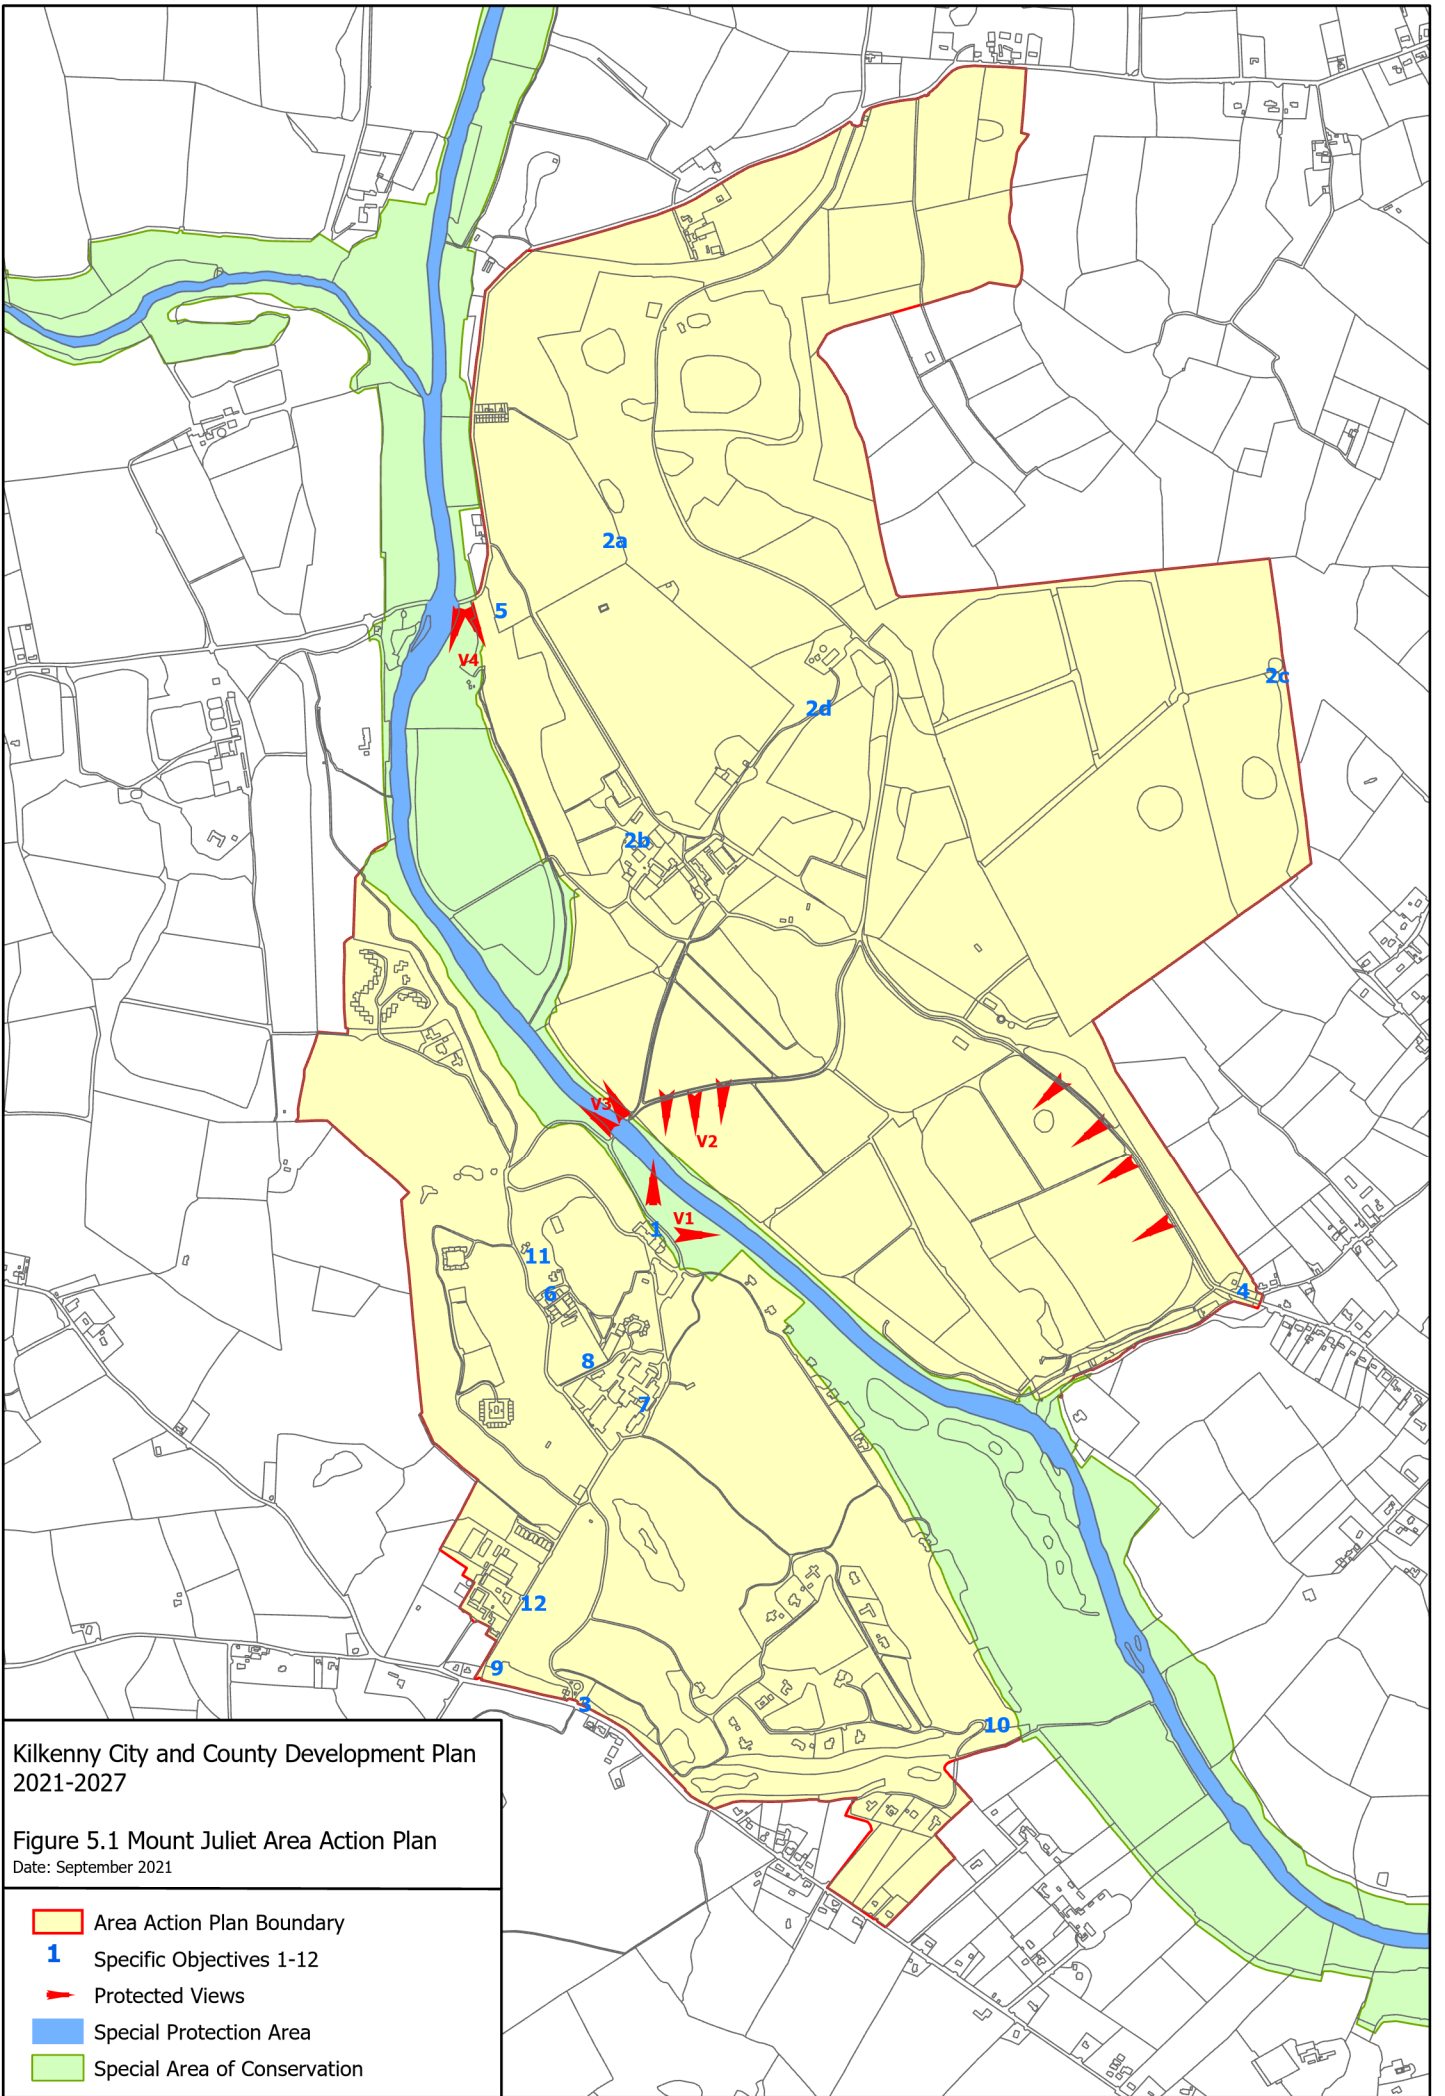 2a
5
V4
2c
2d
2b
V3
V2
V1
1
11
6
4
8
7
12
9
3
10
Kilkenny City and County Development Plan
2021-2027
Figure 5.1 Mount Juliet Area Action Plan
Date: September 2021
Area Action Plan Boundary
1 Specific Objectives 1-12
Protected Views
Special Protection Area
Special Area of Conservation